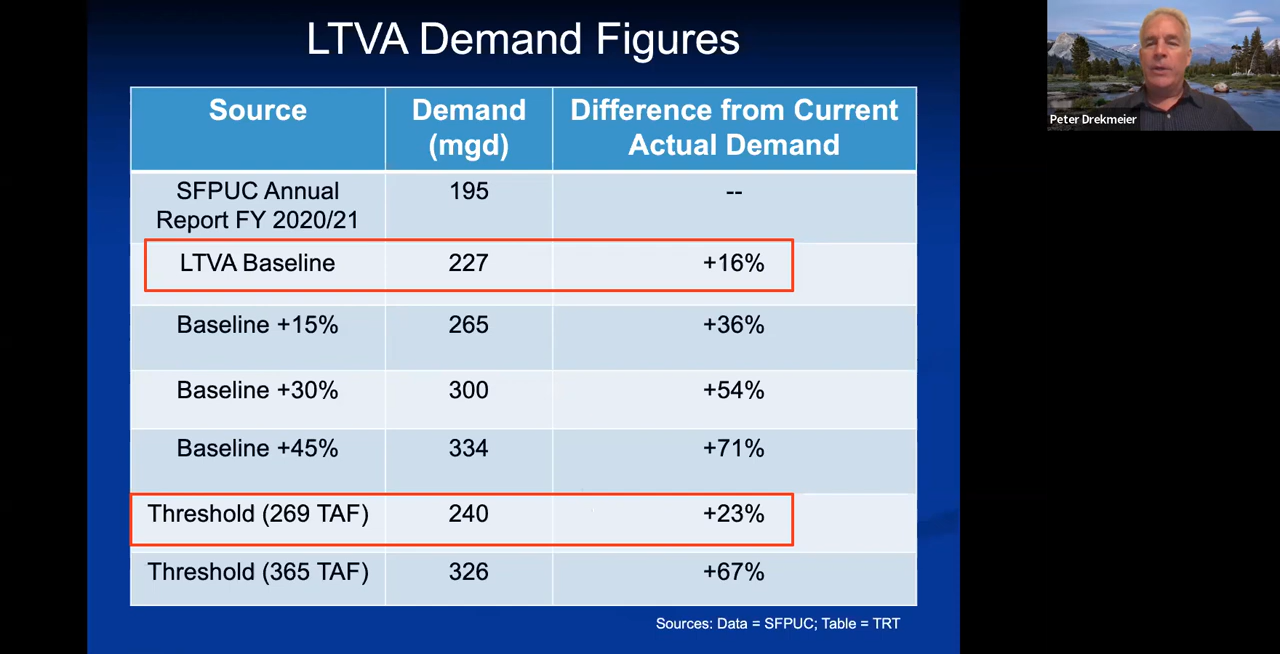 LTVA Demand Figures
Peter Drekmeier
Source
Demand
(mgd)
Difference from Current
Actual Demand
SFPUC Annual
Report FY 2020/21
195
--
LTVA Baseline
227
+16%
Baseline +15%
265
+36%
Baseline +30%
300
+54%
Baseline +45%
334
+71%
Threshold (269 TAF)
240
+23%
Threshold (365 TAF)
326
+67%
Sources: Data = SFPUC; Table = TRT